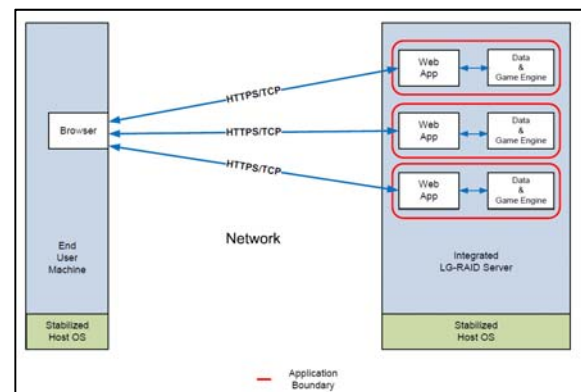 Web
App
Data
&
Game Engine
HTTPS/TCP
Browser
HTTPS/TCP
Web
App
Data
&
Game Engine
HTTPS/TCP
Web
App
Data
&
Game Engine
Network
End
User
Machine
Integrated
LG-RAID Server
Stabilized
Host OS
Stabilized
Host OS
Application
Boundary